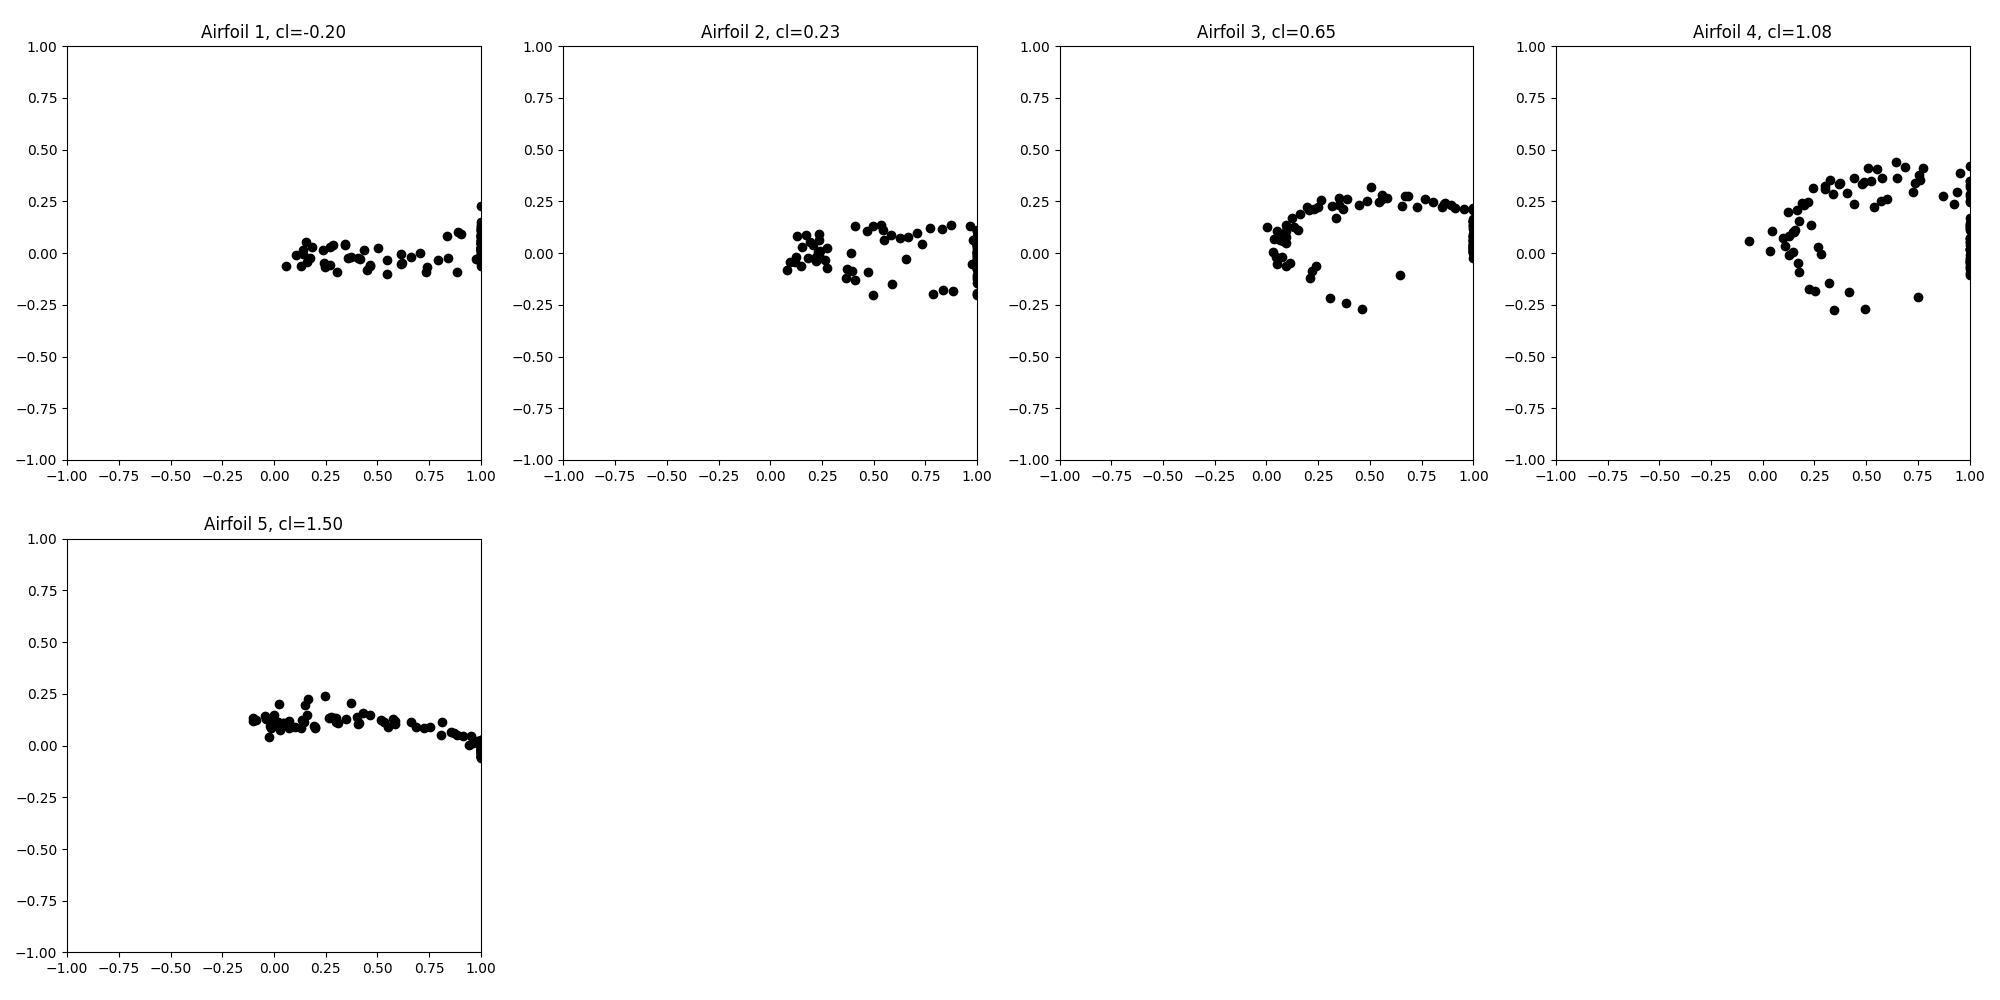 Airfoil 1, cl=-0.20
Airfoil 2, cl=0.23
Airfoil 3, cl=0.65
Airfoil 4, cl=1.08
1.00 1.00 1.00 1.00
0.75 0.75 0.75 0.75
0.50 0.50 0.50 0.50
0.25 0.25 0.25 0.25
0.00 0.00 0.00 0.00
−0.25 −0.25 −0.25 −0.25
−0.50 −0.50 −0.50 −0.50
−0.75 −0.75 −0.75 −0.75
−1.00 −1.00 −1.00 −1.00
−1.00 −0.75 −0.50 −0.25 0.00 0.25 0.50 0.75 1.00
−1.00 −0.75 −0.50 −0.25 0.00 0.25 0.50 0.75 1.00
−1.00 −0.75 −0.50 −0.25 0.00 0.25 0.50 0.75 1.00
−1.00 −0.75 −0.50 −0.25 0.00 0.25 0.50 0.75 1.00
Airfoil 5, cl=1.50
1.00
0.75
0.50
0.25
0.00
−0.25
−0.50
−0.75
−1.00
−1.00 −0.75 −0.50 −0.25 0.00 0.25 0.50 0.75 1.00